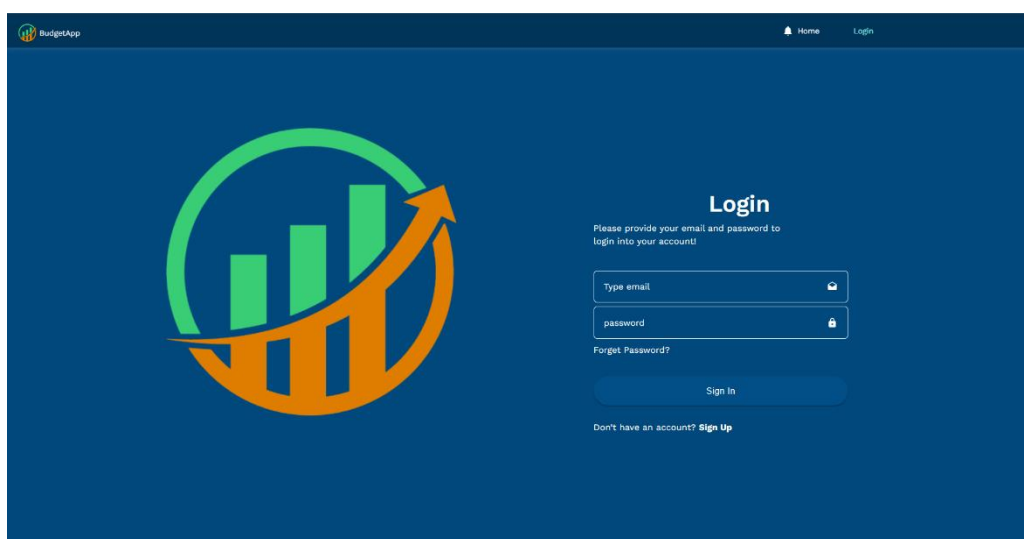 BudgetApp
Home
Login
Login
Please provide your email and password to
login into your account!
Type email
password
Forget Password?
Sign In
Don't have an account? Sign Up